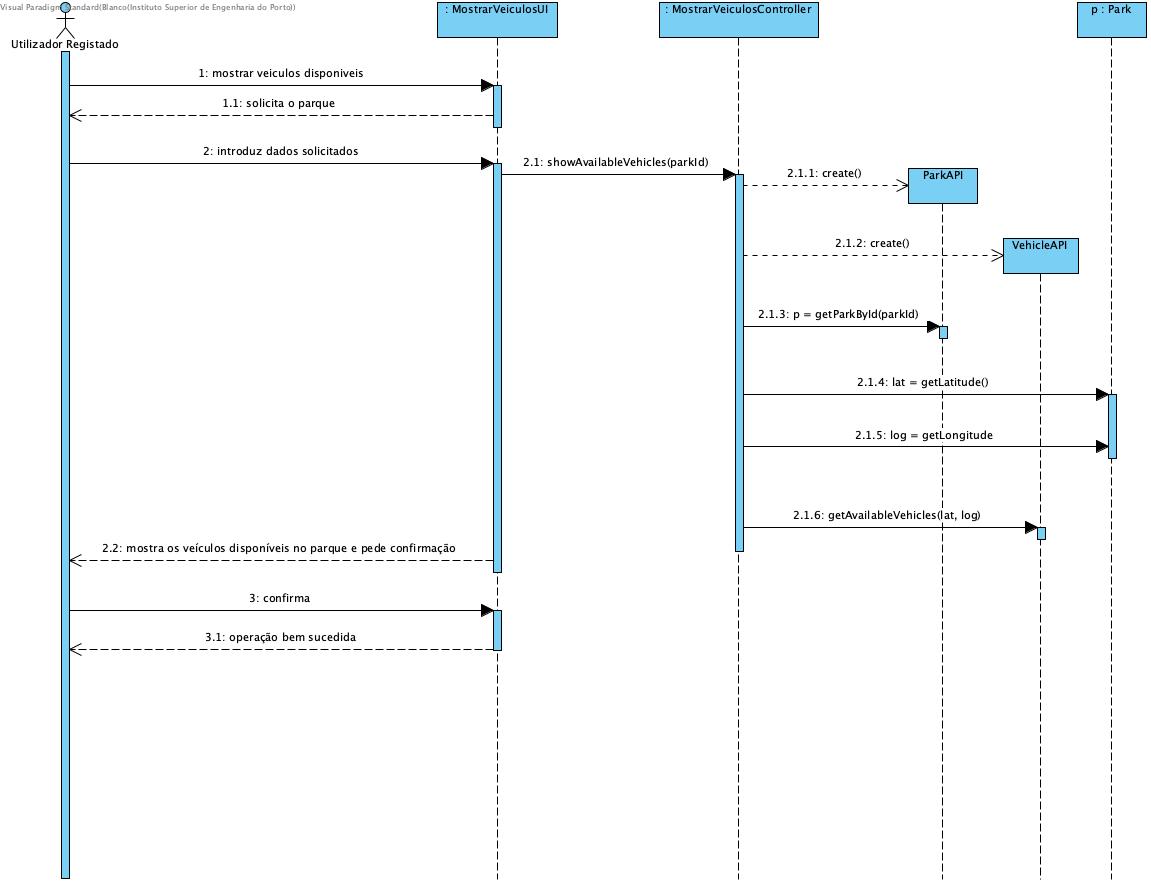 Visual Paradigm Standard(Blanco(Instituto Superior de Engenharia do Porto))
: MostrarVeiculosUI
: MostrarVeiculosController
p : Park
Utilizador Registado
1: mostrar veiculos disponiveis
1.1: solicita o parque
2: introduz dados solicitados
2.1: showAvailableVehicles(parkId)
2.1.1: create()
ParkAPI
2.1.2: create()
VehicleAPI
2.1.3: p = getParkById(parkId)
2.1.4: lat = getLatitude()
2.1.5: log = getLongitude
2.1.6: getAvailableVehicles(lat, log)
2.2: mostra os veículos disponíveis no parque e pede confirmação
3: confirma
3.1: operação bem sucedida